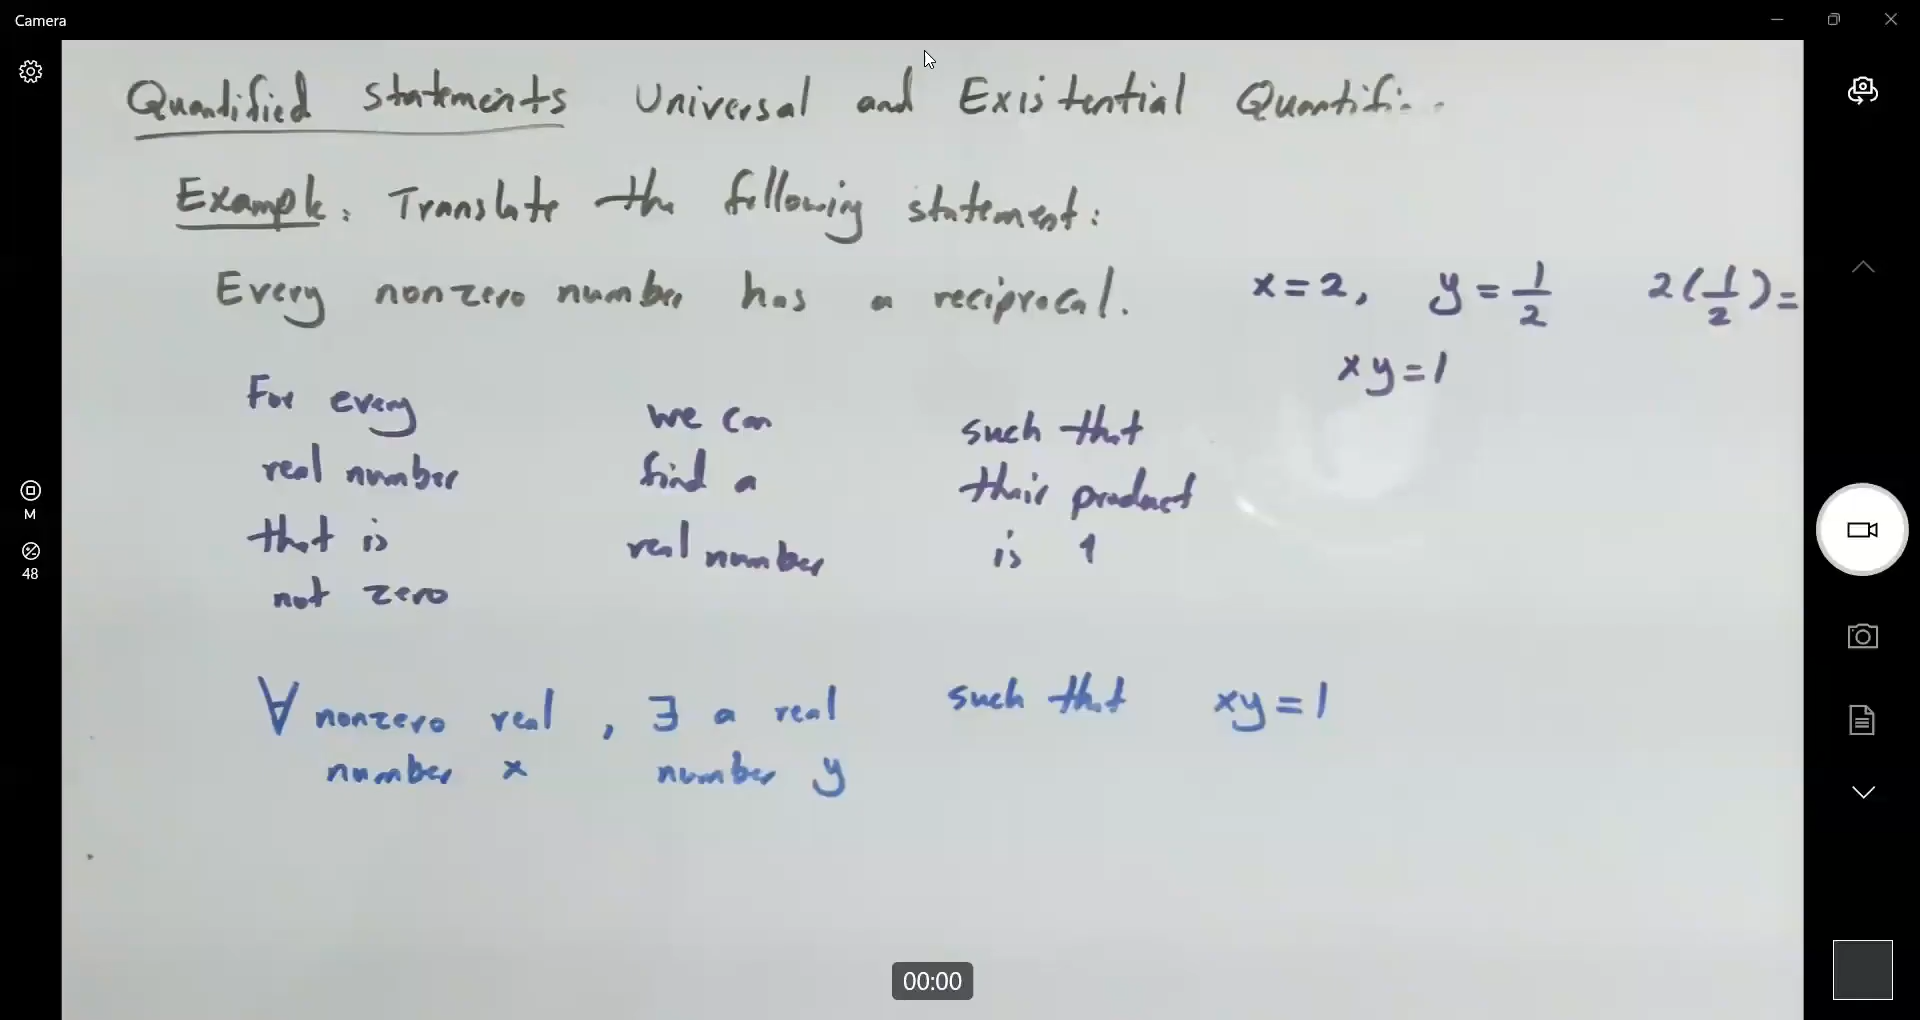 Camera
Quantified statements Universal and Existential
Example: Translate the following statement:
Every nonzero number has a reciprocal. x=2, y=1/2 2(1/2)=
xy=1
For every real number that is not zero
we can find a real number
such that their product is 1
∀ nonzero real number x, ∃ a real number y such that xy=1
M
48
00:00